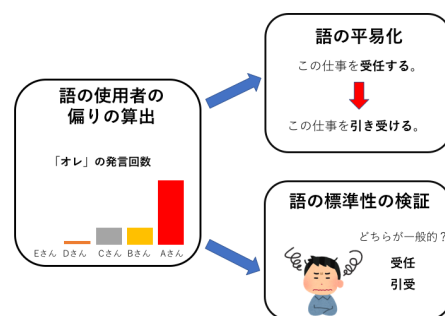 語の使用者の
偏りの算出
「オレ」の発言回数
Eさん Dさん Cさん Bさん Aさん
語の平易化
この仕事を受任する。
この仕事を引き受ける。
語の標準性の検証
どちらが一般的？
受任
引受